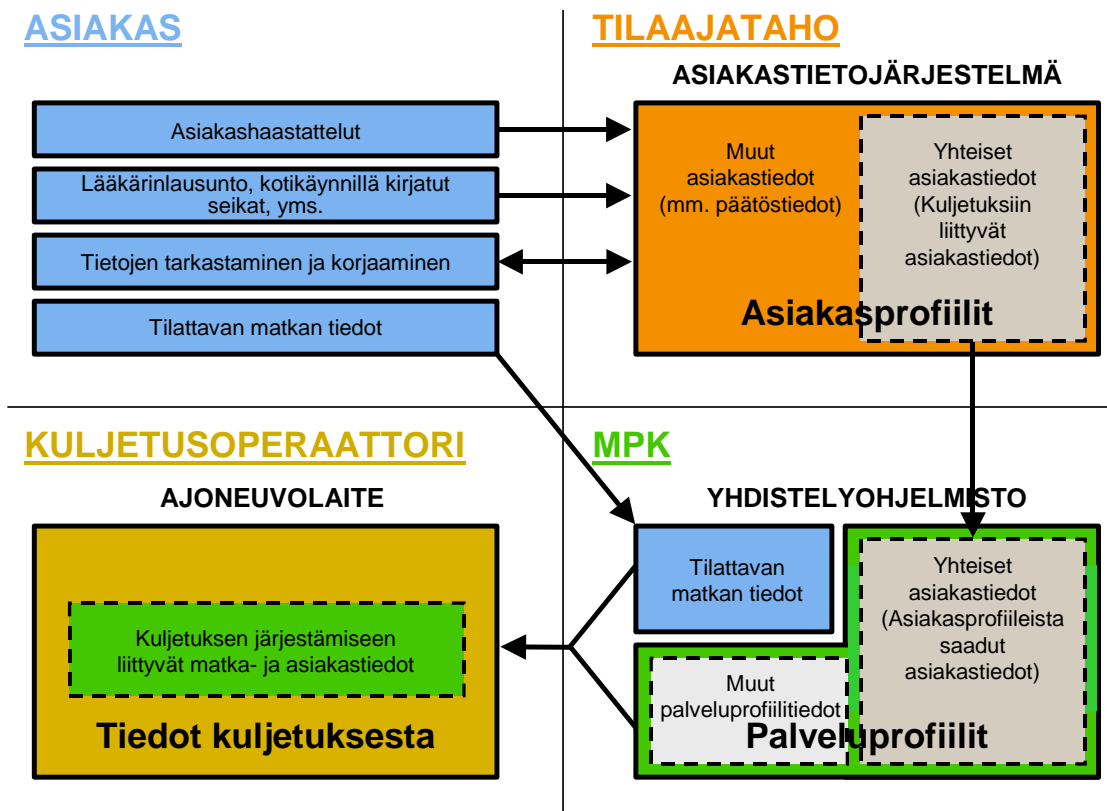 ASIAKAS
Asiakashaastattelut
Lääkärinlausunto, kotikäynnillä kirjatut
seikat, yms.
Tietojen tarkastaminen ja korjaaminen
Tilattavan matkan tiedot
TILAAJATAHO
ASIAKASTIETOJÄRJESTELMÄ
Muut
asiakastiedot
(mm. päätöstiedot)
Yhteiset
asiakastiedot
(Kuljetuksiin
liittyvät
asiakastiedot)
Asiakasprofiilit
KULJETUSOPERAATTORI
AJONEUVOLAITE
Kuljetuksen järjestämiseen
liittyvät matka- ja asiakastiedot
Tiedot kuljetuksesta
MPK
YHDISTELYOHJELMISTO
Tilattavan
matkan tiedot
Yhteiset
asiakastiedot
(Asiakasprofiileista
saadut
asiakastiedot)
Muut
palveluprofiilitiedot
Palveluprofiilit